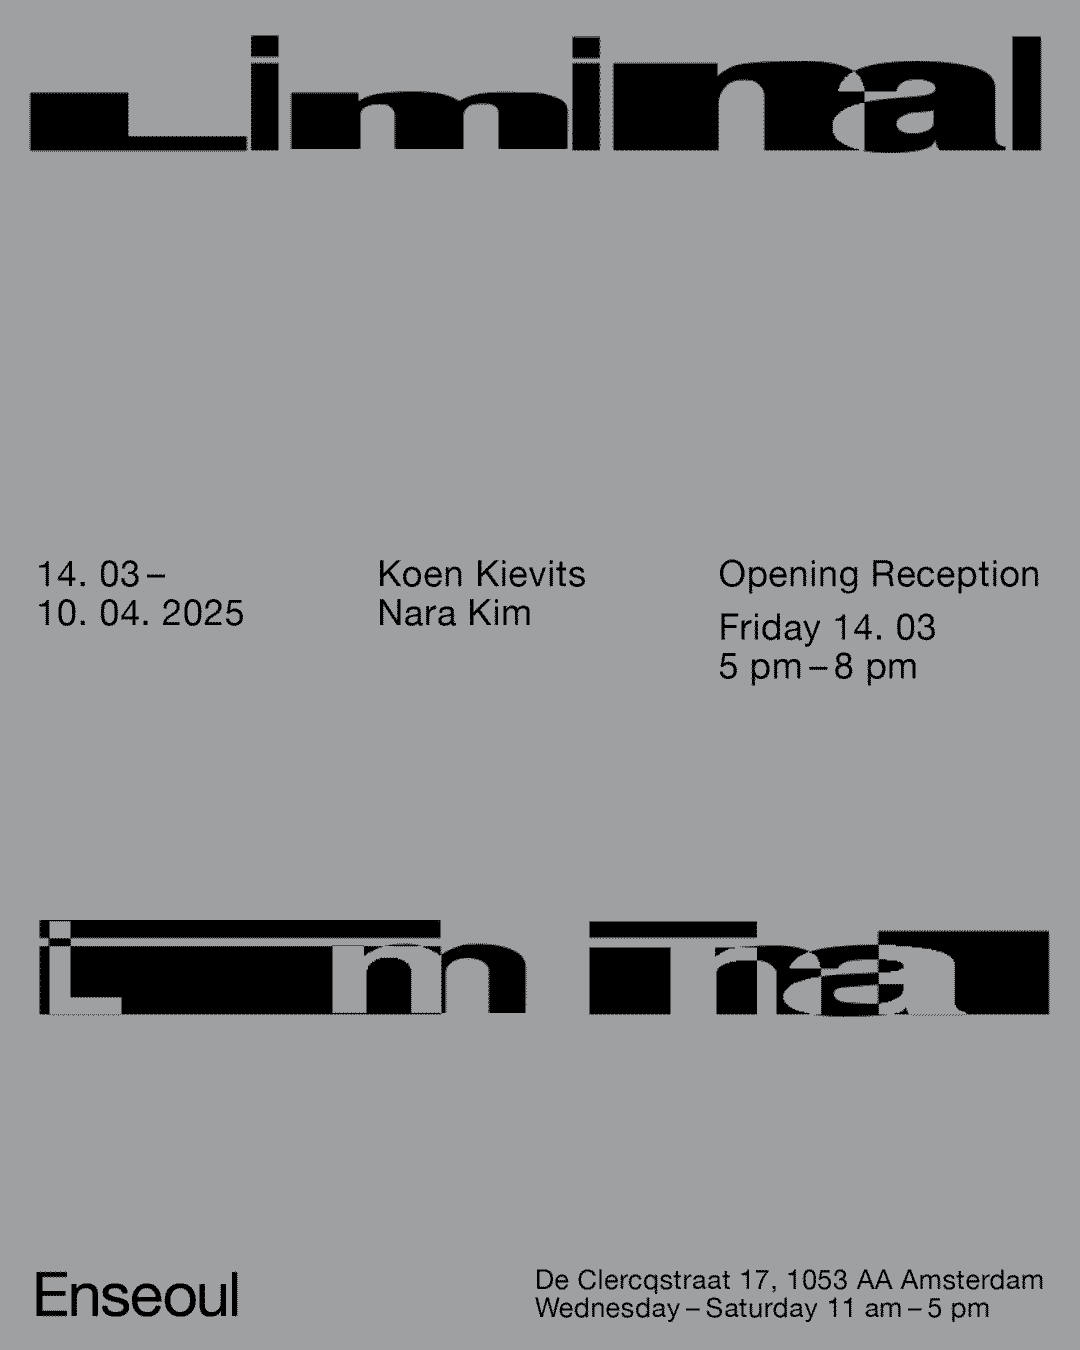 Liminal
14. 03 –
10. 04. 2025
Koen Kievits
Nara Kim
Opening Reception
Friday 14. 03
5 pm – 8 pm
Liminal
Enseoul
De Clercqstraat 17, 1053 AA Amsterdam
Wednesday – Saturday 11 am – 5 pm